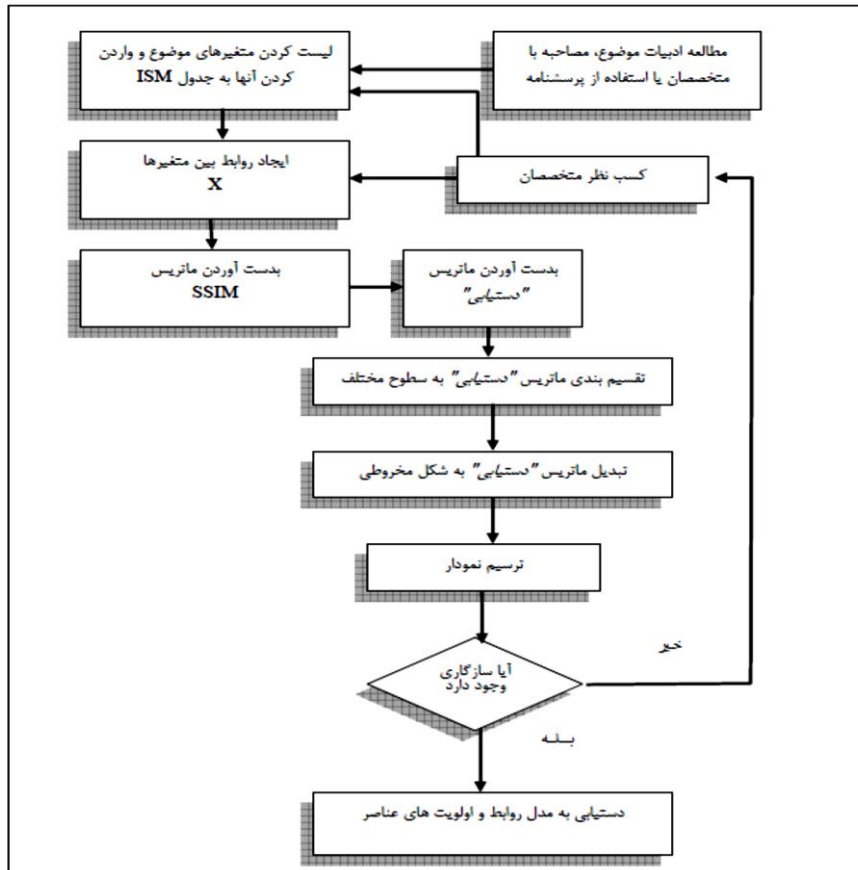 مطالعه ادبیات موضوع، مصاحبه با
متخصصان یا استفاده از پرسشنامه
لیست کردن متغیرهای موضوع و واردن
کردن آنها به جدول ISM
ایجاد روابط بین متغیرها
X
کسب نظر متخصصان
بدست آوردن ماتریس
SSIM
بدست آوردن ماتریس
"دستیابی"
تقسیم بندی ماتریس "دستیابی" به سطوح مختلف
تبدیل ماتریس "دستیابی" به شکل مخروطی
ترسیم نمودار
خیر
آیا سازگاری
وجود دارد
دستیابی به مدل روابط و اولویت های عناصر